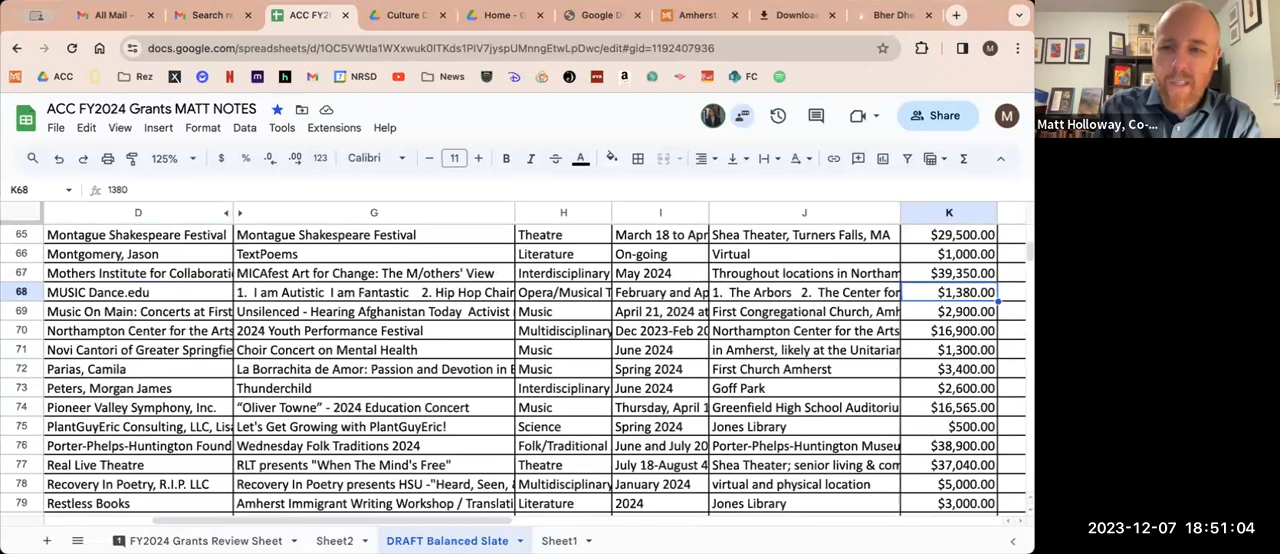 All Mail -
Search r
ACC FY2
Culture D
Home - G
Google D
Amherst
Downloa
Bher Dhe
docs.google.com/spreadsheets/d/1OC5VWtla1WXxwuk0ITKds1PIV7jyspUMnngEtwLpDwc/edit#gid=1192407936
M
ACC
Rez
NRSD
News
FC
ACC FY2024 Grants MATT NOTES
File Edit View Insert Format Data Tools Extensions Help
Share
M
125% $ % .0 .00 123 Calibri 11 B I A
K68 fx 1380
D G H I J K
65 Montague Shakespeare Festival Montague Shakespeare Festival Theatre March 18 to Apr Shea Theater, Turners Falls, MA $29,500.00
66 Montgomery, Jason TextPoems Literature On-going Virtual $1,000.00
67 Mothers Institute for Collaborati MICAfest Art for Change: The M/others' View Interdisciplinary May 2024 Throughout locations in Northam $39,350.00
68 MUSIC Dance.edu 1. I am Autistic I am Fantastic 2. Hip Hop Chair Opera/Musical T February and Ap 1. The Arbors 2. The Center for $1,380.00
69 Music On Main: Concerts at First Unsilenced - Hearing Afghanistan Today Activist Music April 21, 2024 at First Congregational Church, Amh $2,900.00
70 Northampton Center for the Arts 2024 Youth Performance Festival Multidisciplinary Dec 2023-Feb 20 Northampton Center for the Arts $16,900.00
71 Novi Cantori of Greater Springfie Choir Concert on Mental Health Music June 2024 in Amherst, likely at the Unitarian $1,300.00
72 Parias, Camila La Borrachita de Amor: Passion and Devotion in E Music Spring 2024 First Church Amherst $3,400.00
73 Peters, Morgan James Thunderchild Interdisciplinary June 2024 Goff Park $2,600.00
74 Pioneer Valley Symphony, Inc. “Oliver Towne” - 2024 Education Concert Music Thursday, April 1 Greenfield High School Auditoriu $16,565.00
75 PlantGuyEric Consulting, LLC, Lisa Let's Get Growing with PlantGuyEric! Science Spring 2024 Jones Library $500.00
76 Porter-Phelps-Huntington Found Wednesday Folk Traditions 2024 Folk/Traditional June and July 20 Porter-Phelps-Huntington Museu $38,900.00
77 Real Live Theatre RLT presents "When The Mind's Free" Theatre July 18-August 4 Shea Theater; senior living & com $37,040.00
78 Recovery In Poetry, R.I.P. LLC Recovery In Poetry presents HSU -"Heard, Seen, Multidisciplinary January 2024 virtual and physical location $5,000.00
79 Restless Books Amherst Immigrant Writing Workshop / Translati Literature 2024 Jones Library $3,000.00
FY2024 Grants Review Sheet Sheet2 DRAFT Balanced Slate Sheet1
Matt Holloway, Co-...
2023-12-07 18:51:04